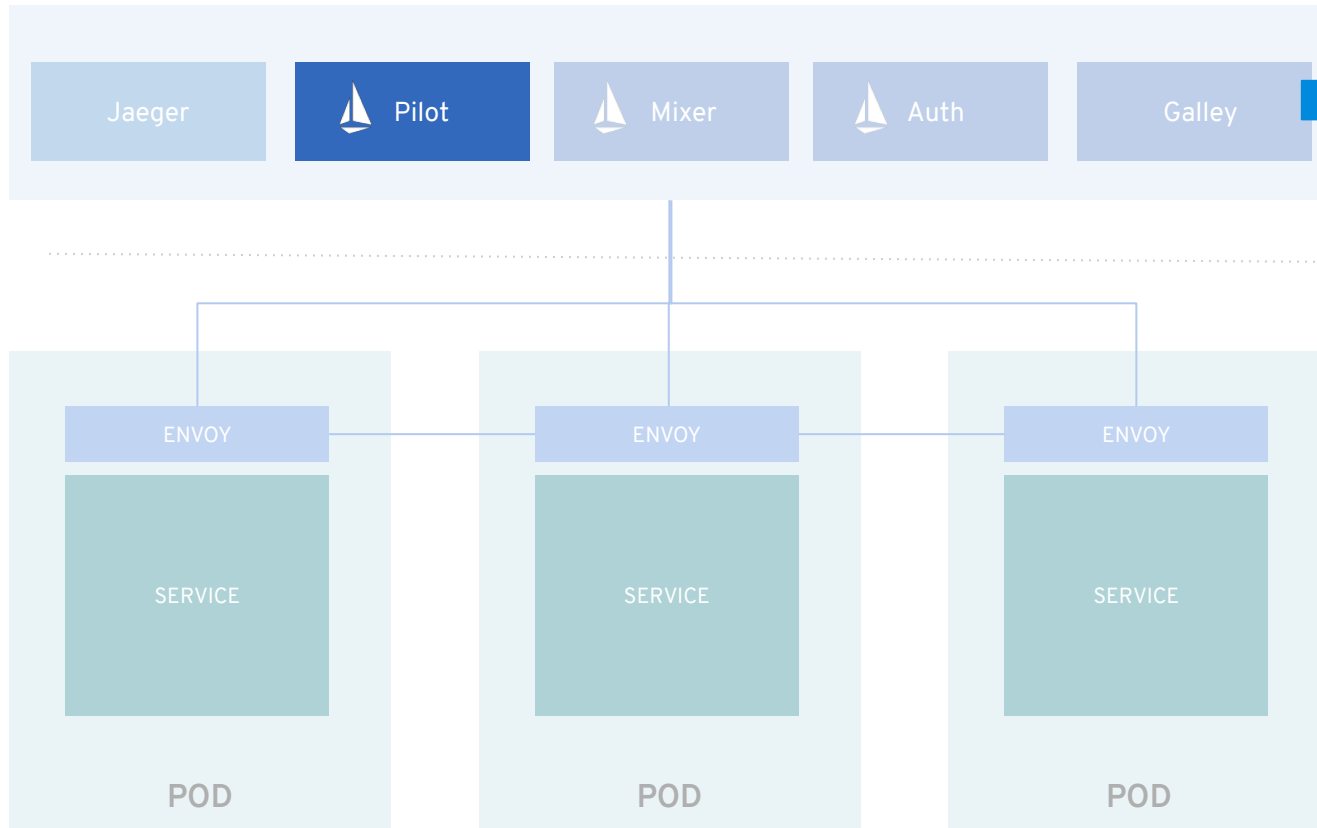 Jaeger
Pilot
Mixer
Auth
Galley
ENVOY
ENVOY
ENVOY
SERVICE
SERVICE
SERVICE
POD
POD
POD